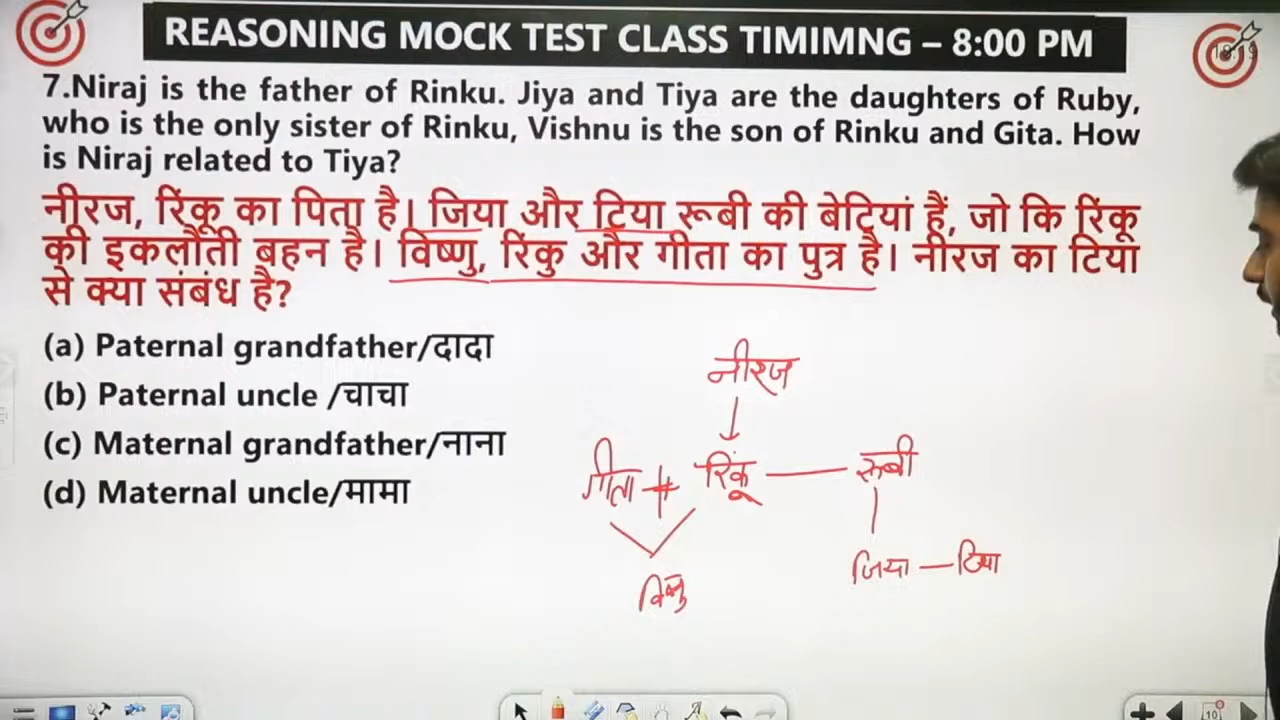 REASONING MOCK TEST CLASS TIMIMNG – 8:00 PM
7.Niraj is the father of Rinku. Jiya and Tiya are the daughters of Ruby,
who is the only sister of Rinku, Vishnu is the son of Rinku and Gita. How
is Niraj related to Tiya?
नीरज, रिंकू का पिता है। जिया और टिया रूबी की बेटियां हैं, जो कि रिंकू
की इकलौती बहन है। विष्णु, रिंकु और गीता का पुत्र है। नीरज का टिया
से क्या संबंध है?
(a) Paternal grandfather/दादा
(b) Paternal uncle /चाचा
(c) Maternal grandfather/नाना
(d) Maternal uncle/मामा
नीरज
गीता + रिंकू — रूबी
जिया — टिया
विष्णु